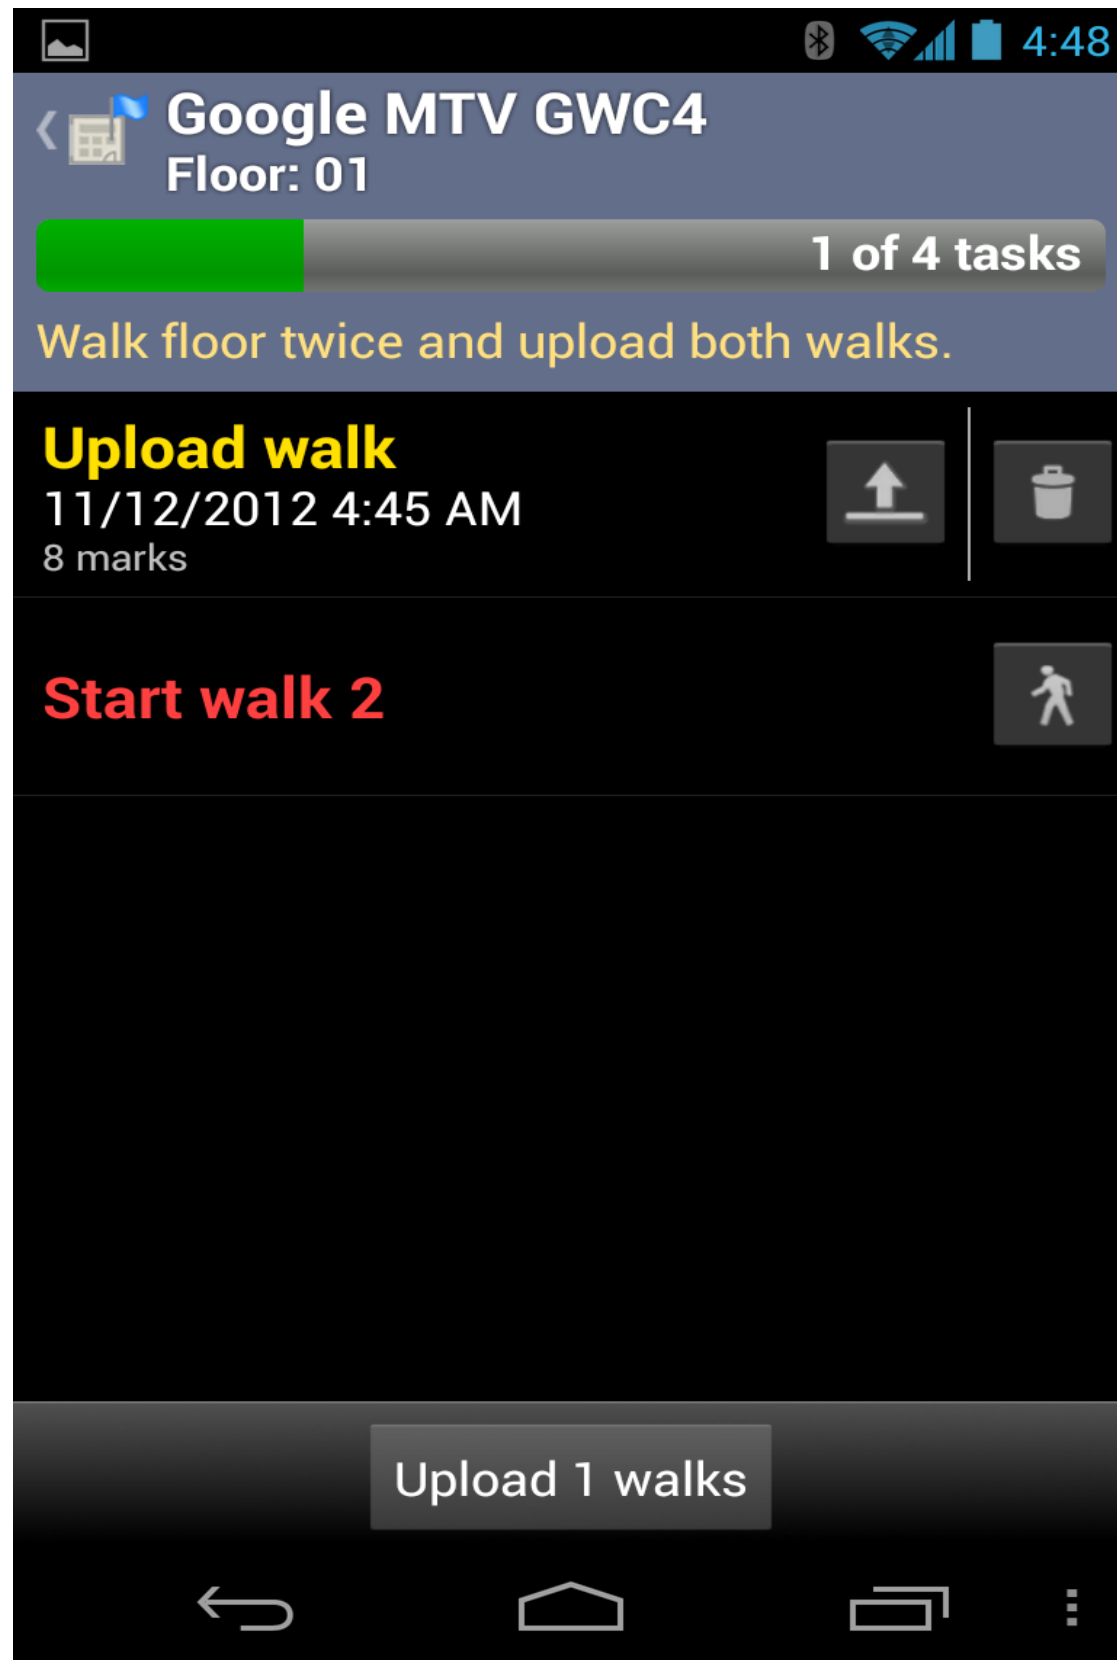 4:48
Google MTV GWC4
Floor: 01
1 of 4 tasks
Walk floor twice and upload both walks.
Upload walk
11/12/2012 4:45 AM
8 marks
Start walk 2
Upload 1 walks